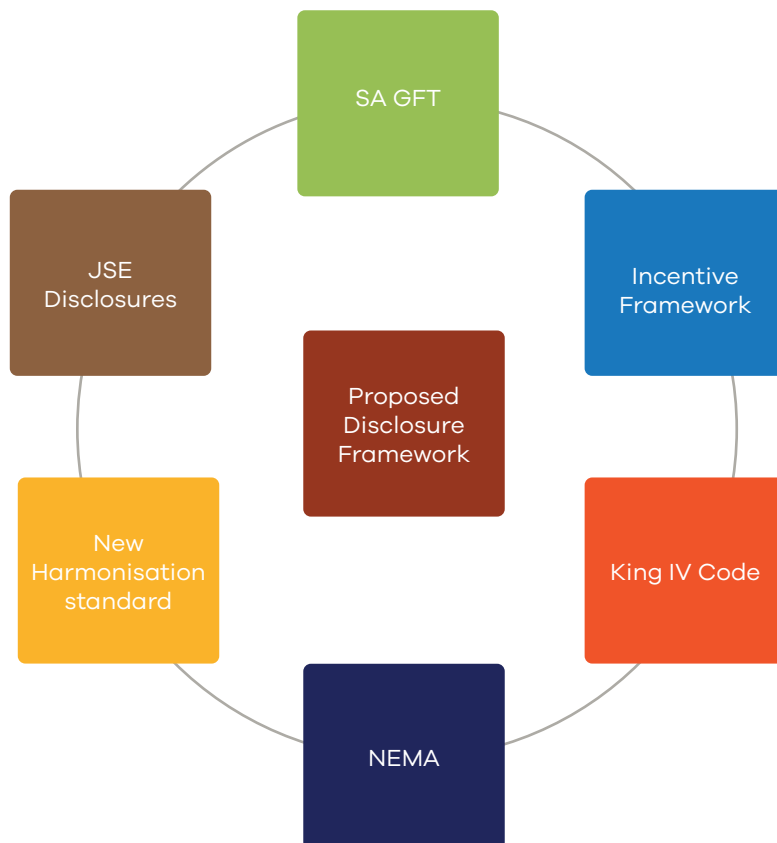 SA GFT
JSE
Disclosures
Incentive
Framework
Proposed
Disclosure
Framework
New
Harmonisation
standard
King IV Code
NEMA